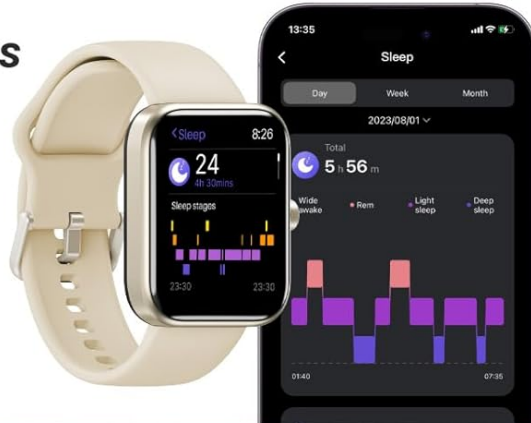 s
<Sleep
8:26
24
4h 30mins
Sleep stages
23:30
23:30
13:35
Sleep
Day
Week
Month
2023/08/01
Total
5 h 56 m
Wide awake
Rem
Light sleep
Deep sleep
01:40
07:35